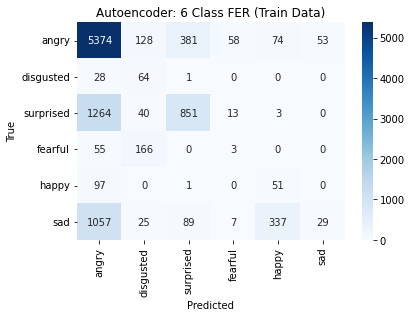 Autoencoder: 6 Class FER (Train Data)
True
angry 5374 128 381 58 74 53
disgusted 28 64 1 0 0 0
surprised 1264 40 851 13 3 0
fearful 55 166 0 3 0 0
happy 97 0 1 0 51 0
sad 1057 25 89 7 337 29
angry disgusted surprised fearful happy sad
Predicted
5000
4000
3000
2000
1000
0